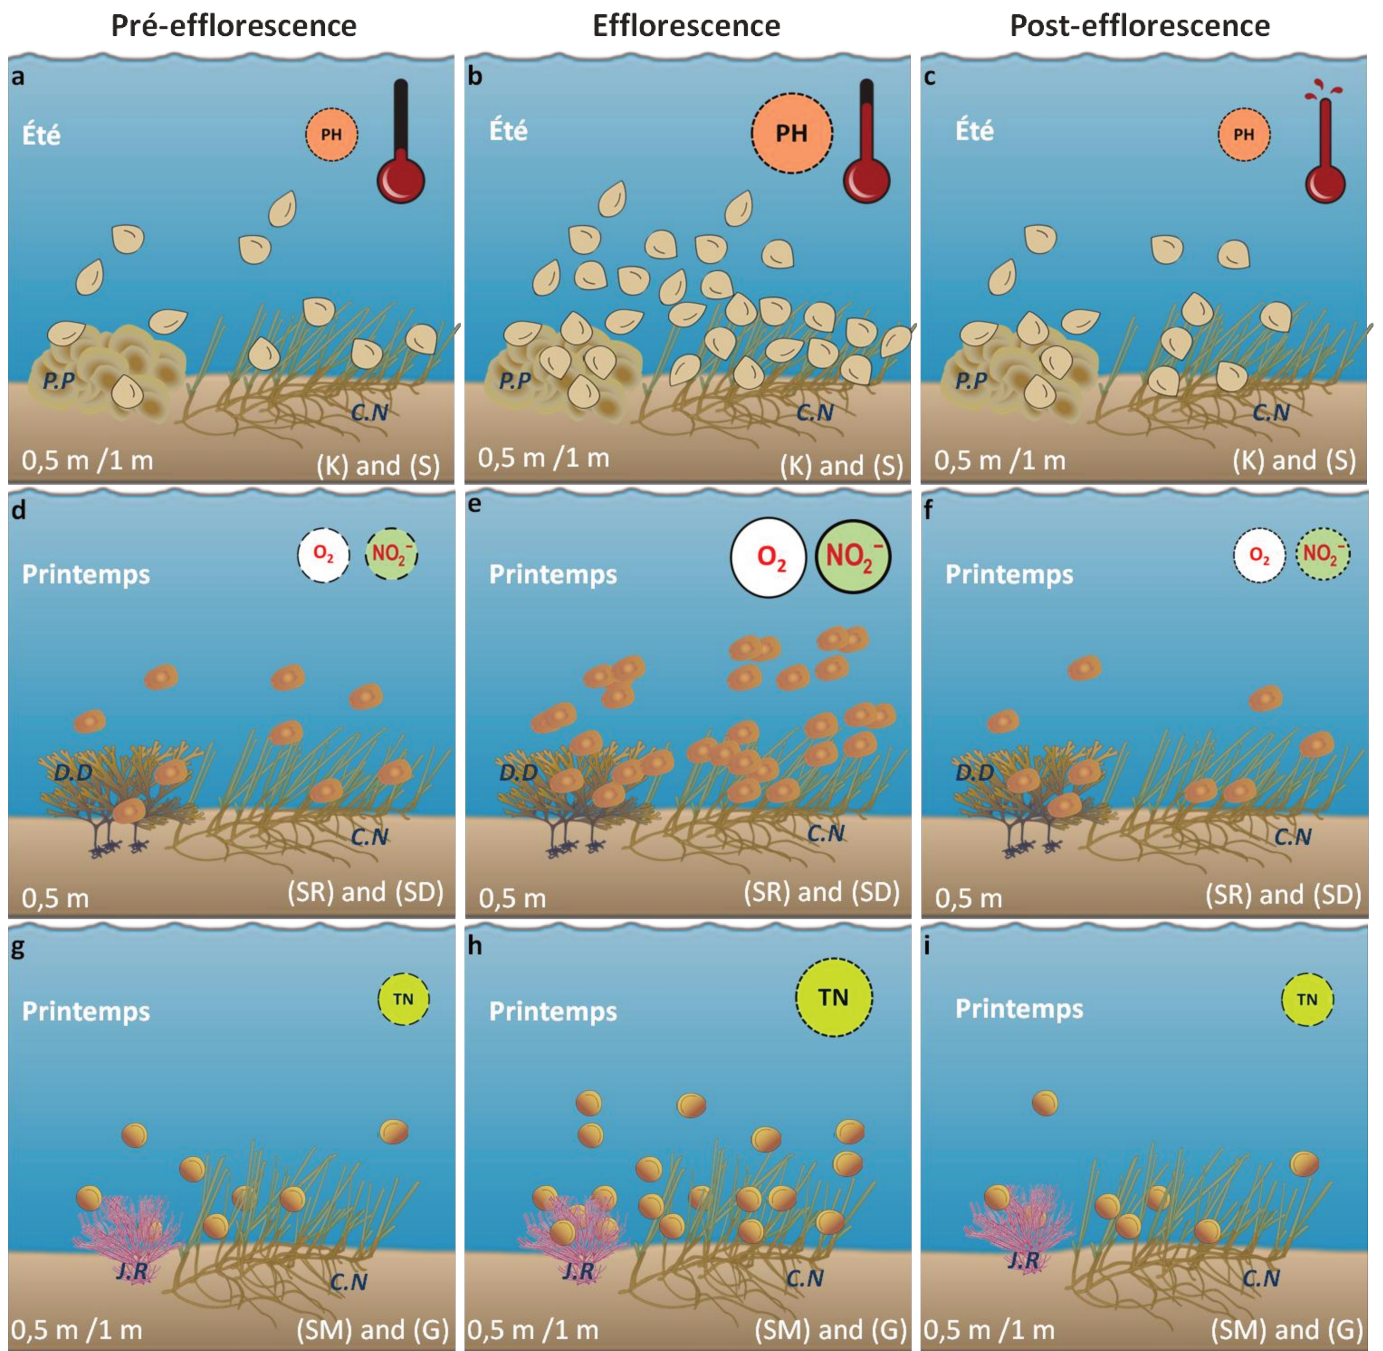 Pré-efflorescence
Efflorescence
Post-efflorescence
a
Été
PH
P.P
C.N
0,5 m /1 m
(K) and (S)
b
Été
PH
P.P
C.N
0,5 m /1 m
(K) and (S)
c
Été
PH
P.P
C.N
0,5 m /1 m
(K) and (S)
d
Printemps
O₂
NO₂⁻
D.D
C.N
0,5 m
(SR) and (SD)
e
Printemps
O₂
NO₂⁻
D.D
C.N
0,5 m
(SR) and (SD)
f
Printemps
O₂
NO₂⁻
D.D
C.N
0,5 m
(SR) and (SD)
g
Printemps
TN
J.R
C.N
0,5 m /1 m
(SM) and (G)
h
Printemps
TN
J.R
C.N
0,5 m /1 m
(SM) and (G)
i
Printemps
TN
J.R
C.N
0,5 m /1 m
(SM) and (G)